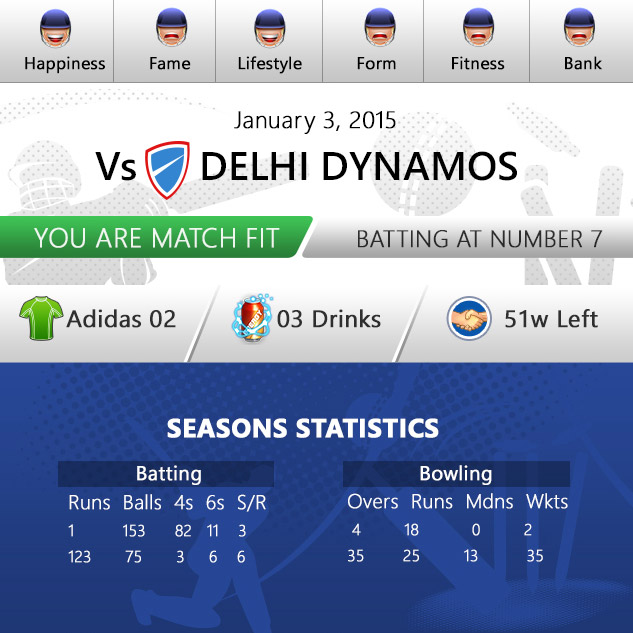 Happiness Fame Lifestyle Form Fitness Bank
January 3, 2015
Vs DELHI DYNAMOS
YOU ARE MATCH FIT BATTING AT NUMBER 7
Adidas 02 03 Drinks 51w Left
SEASONS STATISTICS
Batting Bowling
Runs Balls 4s 6s S/R Overs Runs Mdns Wkts
1 153 82 11 3 4 18 0 2
123 75 3 6 6 35 25 13 35